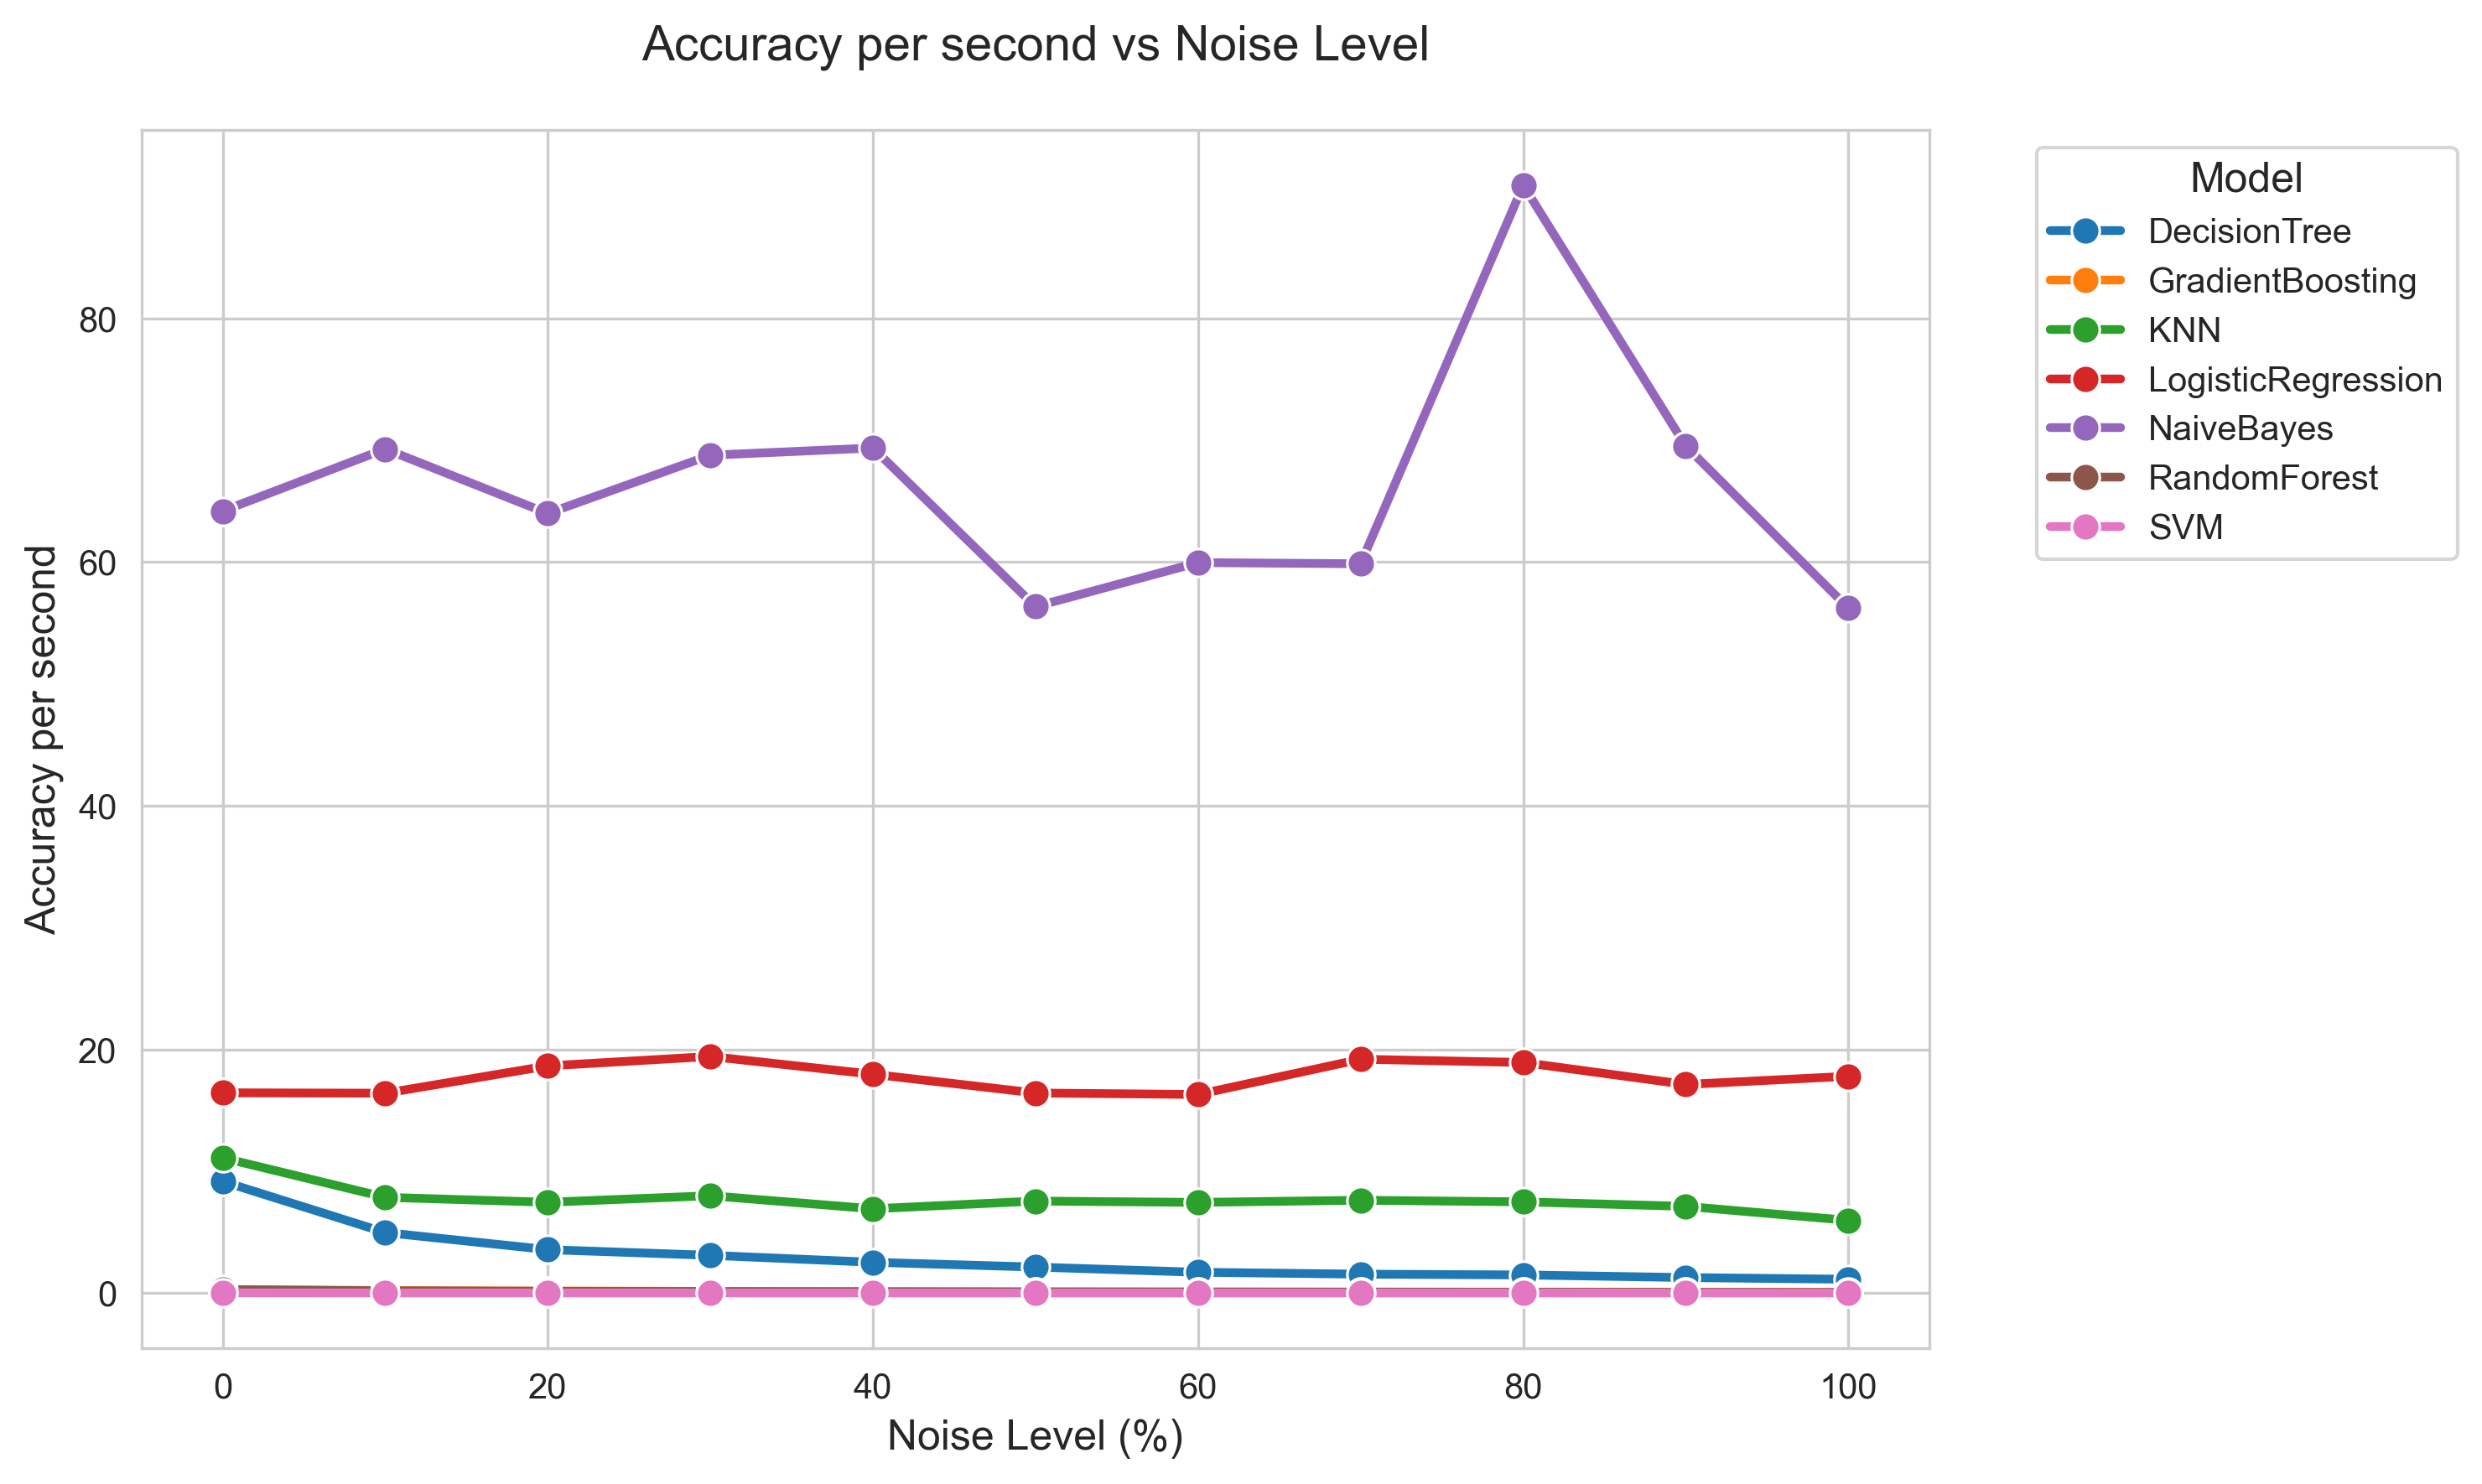 Accuracy per second vs Noise Level
Model
DecisionTree
GradientBoosting
KNN
LogisticRegression
NaiveBayes
RandomForest
SVM
Accuracy per second
80
60
40
20
0
0 20 40 60 80 100
Noise Level (%)